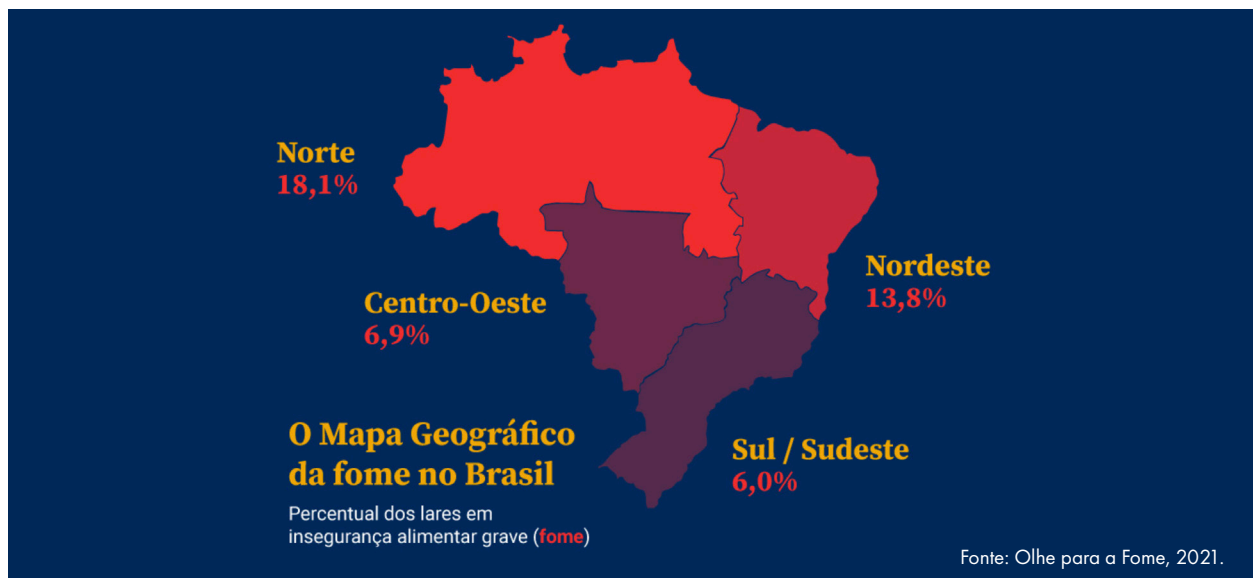 Norte
18,1%
Nordeste
13,8%
Centro-Oeste
6,9%
O Mapa Geográfico
da fome no Brasil
Percentual dos lares em
insegurança alimentar grave (fome)
Sul / Sudeste
6,0%
Fonte: Olhe para a Fome, 2021.